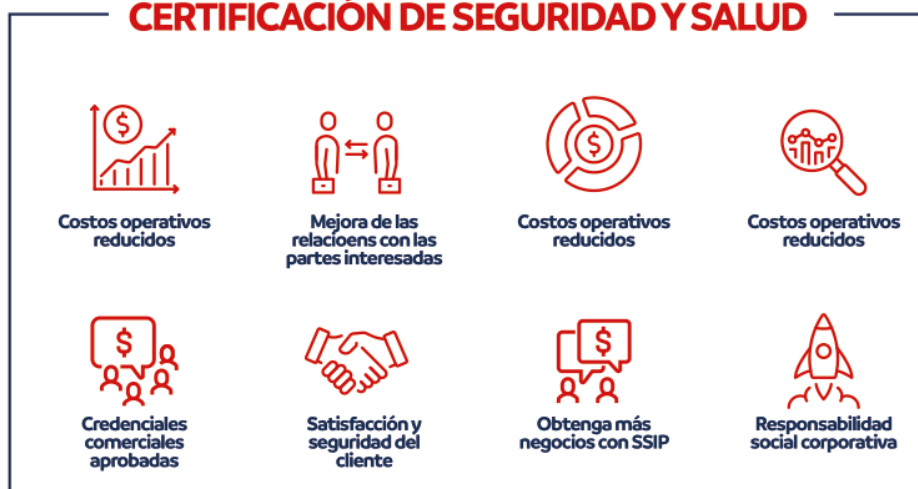 CERTIFICACIÓN DE SEGURIDAD Y SALUD
Costos operativos
reducidos
Mejora de las
relacioens con las
partes interesadas
Costos operativos
reducidos
Costos operativos
reducidos
Credenciales
comerciales
aprobadas
Satisfacción y
seguridad del
cliente
Obtenga más
negocios con SSIP
Responsabilidad
social corporativa